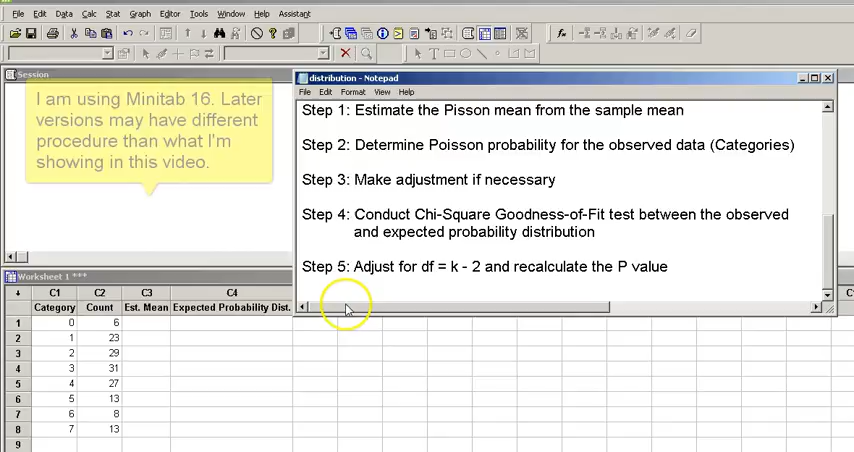 File Edit Data Calc Stat Graph Editor Tools Window Help Assistant
Session
I am using Minitab 16. Later
versions may have different
procedure than what I'm
showing in this video.
distribution - Notepad
File Edit Format View Help
Step 1: Estimate the Pisson mean from the sample mean
Step 2: Determine Poisson probability for the observed data (Categories)
Step 3: Make adjustment if necessary
Step 4: Conduct Chi-Square Goodness-of-Fit test between the observed
and expected probability distribution
Step 5: Adjust for df = k - 2 and recalculate the P value
Worksheet 1 ***
C1 C2 C3 C4
Category Count Est. Mean Expected Probability Dist.
1 0 6
2 1 23
3 2 29
4 3 31
5 4 27
6 5 13
7 6 8
8 7 13
9